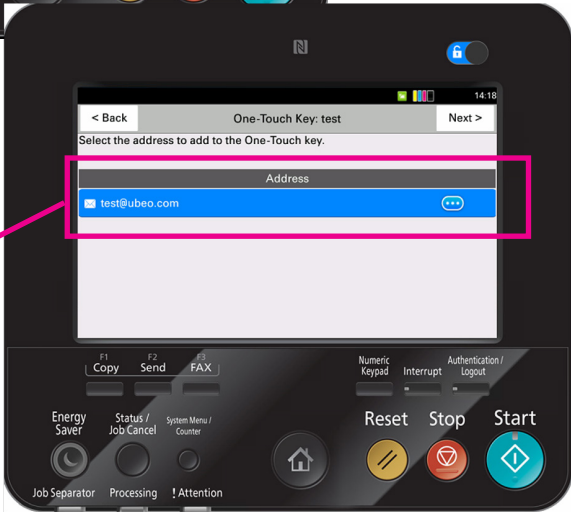 14:18
< Back One-Touch Key: test Next >
Select the address to add to the One-Touch key.
Address
test@ubeo.com
F1 F2 F3
Copy Send FAX
Numeric Keypad Interrupt Authentication / Logout
Energy Saver Status / Job Cancel System Menu / Counter
Reset Stop Start
Job Separator Processing ! Attention